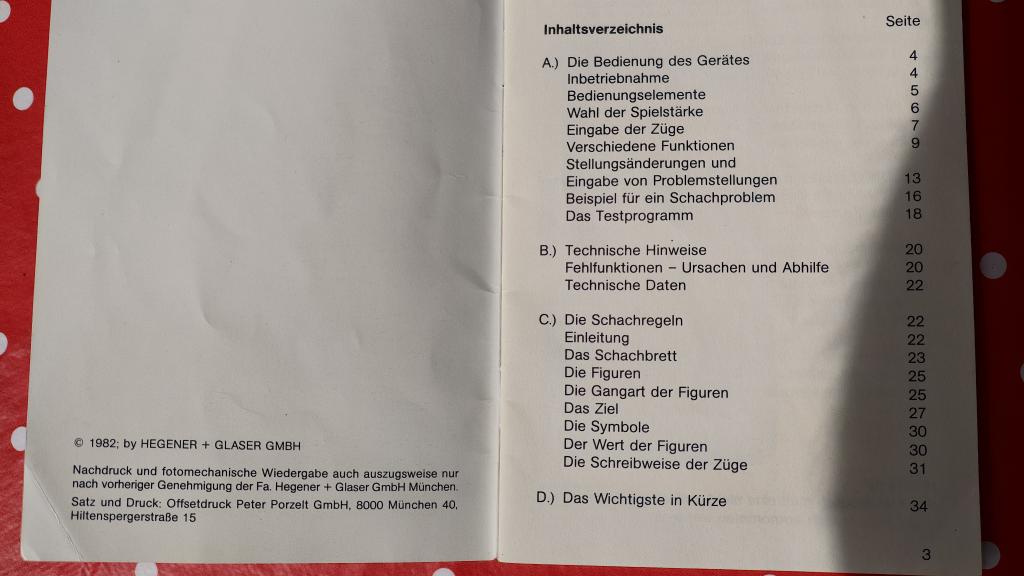 © 1982; by HEGENER + GLASER GMBH
Nachdruck und fotomechanische Wiedergabe auch auszugsweise nur
nach vorheriger Genehmigung der Fa. Hegener + Glaser GmbH München.
Satz und Druck: Offsetdruck Peter Porzelt GmbH, 8000 München 40,
Hiltenspergerstraße 15
Inhaltsverzeichnis Seite
A.) Die Bedienung des Gerätes 4
Inbetriebnahme 4
Bedienungselemente 5
Wahl der Spielstärke 6
Eingabe der Züge 7
Verschiedene Funktionen 9
Stellungsänderungen und
Eingabe von Problemstellungen 13
Beispiel für ein Schachproblem 16
Das Testprogramm 18
B.) Technische Hinweise 20
Fehlfunktionen – Ursachen und Abhilfe 20
Technische Daten 22
C.) Die Schachregeln 22
Einleitung 22
Das Schachbrett 23
Die Figuren 25
Die Gangart der Figuren 25
Das Ziel 27
Die Symbole 30
Der Wert der Figuren 30
Die Schreibweise der Züge 31
D.) Das Wichtigste in Kürze 34
3